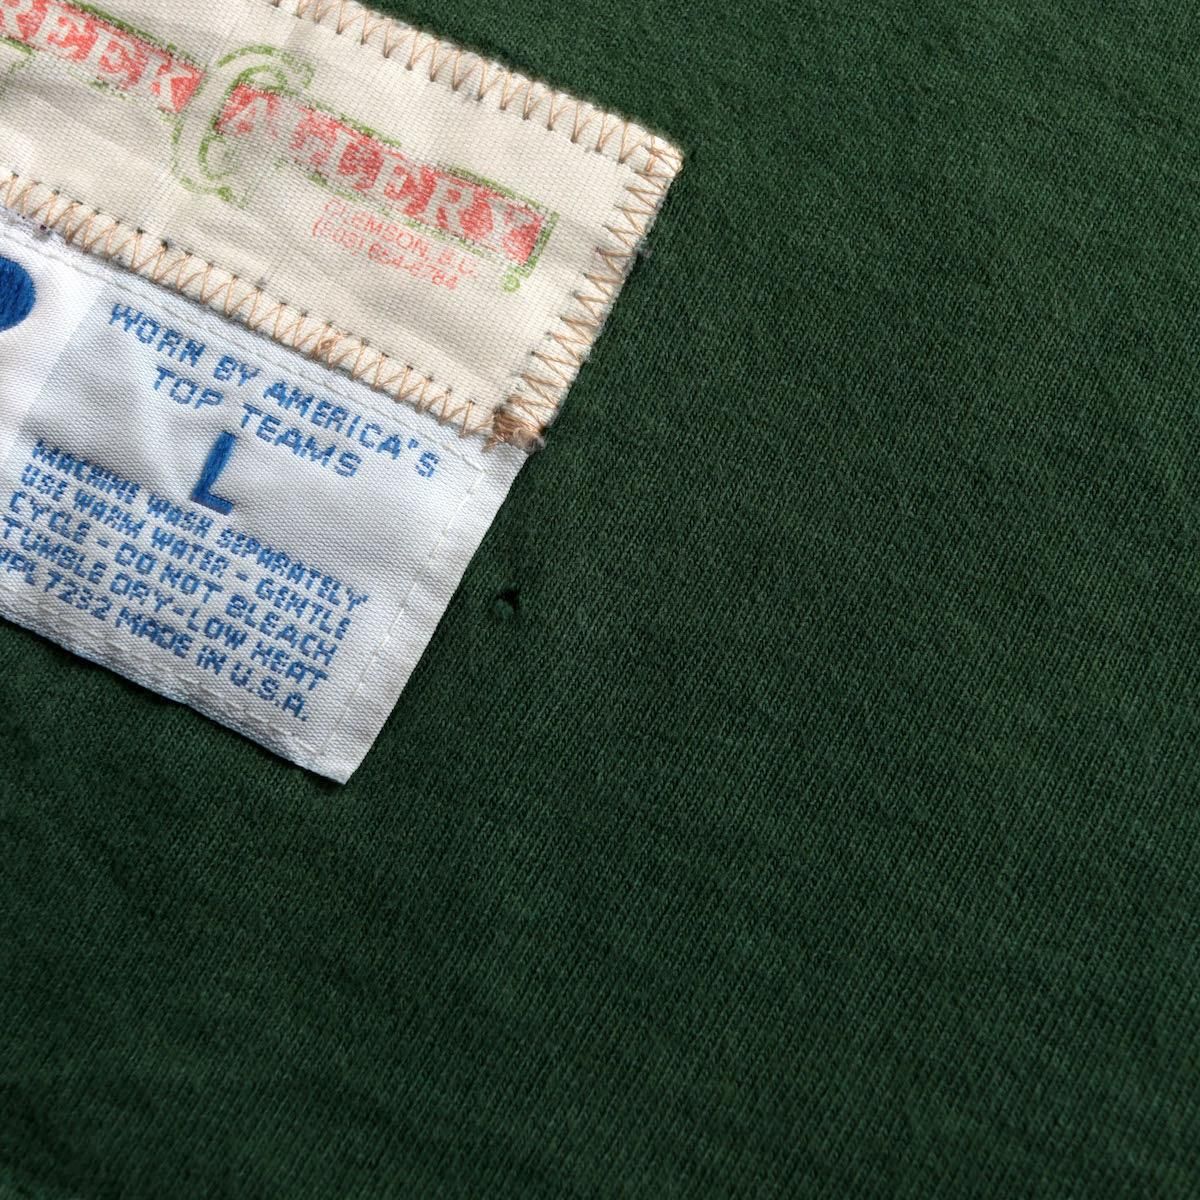 REEK GALLERY
CLEMSON, S.C.
WORN BY AMERICA'S
TOP TEAMS
L
MACHINE WASH SEPARATELY
USE WARM WATER - GENTLE
CYCLE - DO NOT BLEACH
TUMBLE DRY - LOW HEAT
WPL 7232 MADE IN U.S.A.